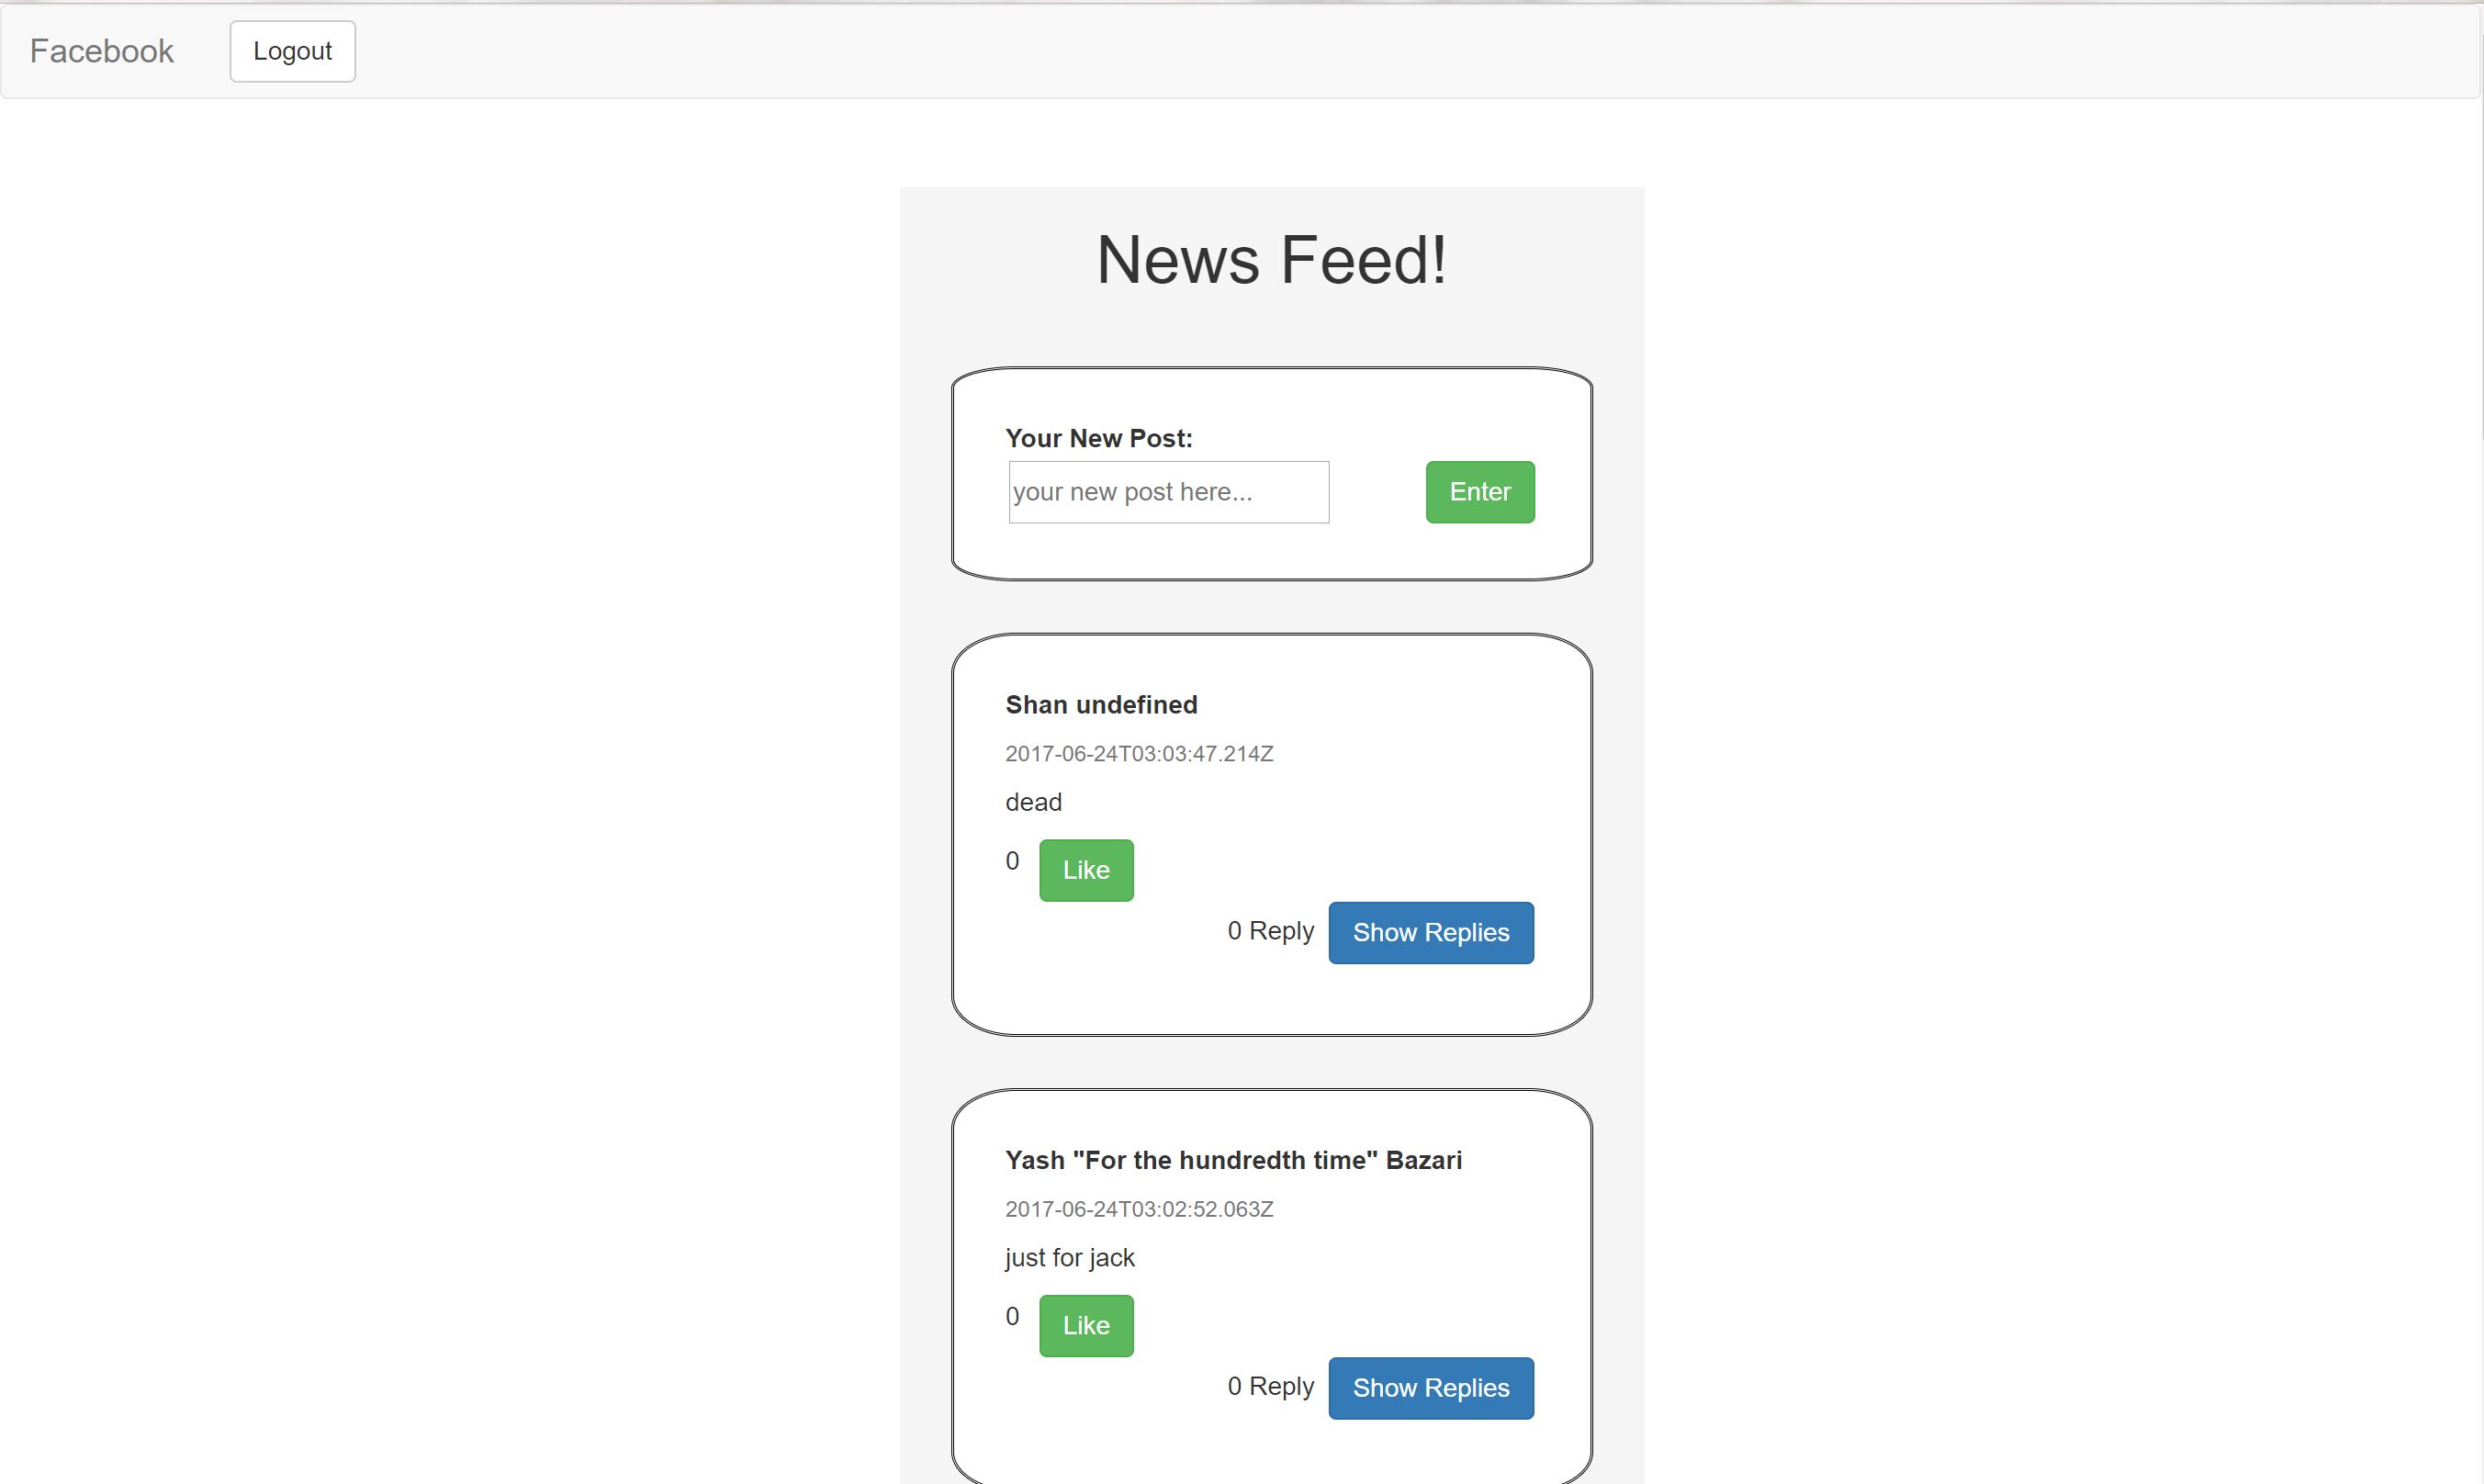 Facebook Logout
News Feed!
Your New Post:
your new post here... Enter
Shan undefined
2017-06-24T03:03:47.214Z
dead
0 Like
0 Reply Show Replies
Yash "For the hundredth time" Bazari
2017-06-24T03:02:52.063Z
just for jack
0 Like
0 Reply Show Replies